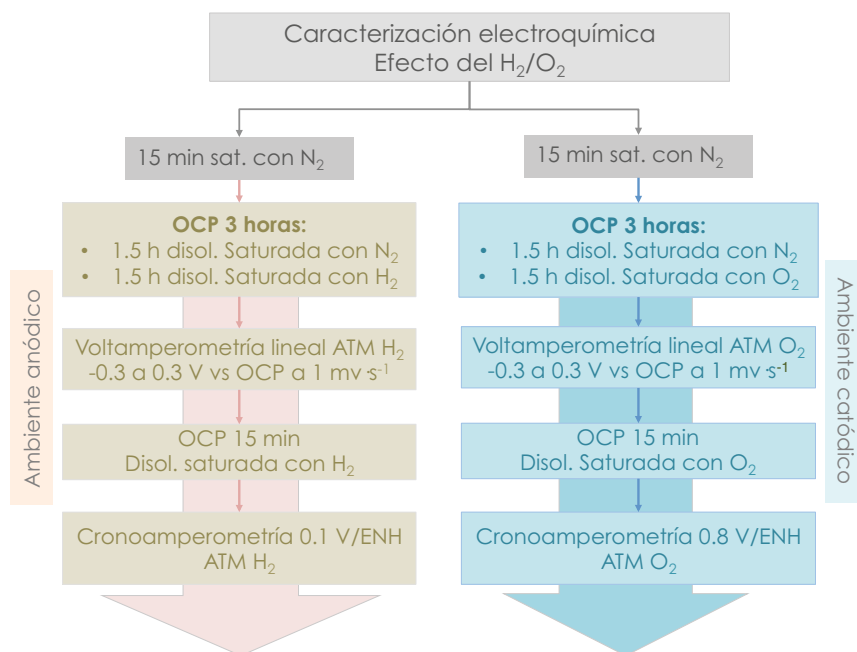 Caracterización electroquímica
Efecto del H₂/O₂
15 min sat. con N₂
15 min sat. con N₂
Ambiente anódico
OCP 3 horas:
• 1.5 h disol. Saturada con N₂
• 1.5 h disol. Saturada con H₂
Voltamperometría lineal ATM H₂
-0.3 a 0.3 V vs OCP a 1 mv·s⁻¹
OCP 15 min
Disol. saturada con H₂
Cronoamperometría 0.1 V/ENH
ATM H₂
OCP 3 horas:
• 1.5 h disol. Saturada con N₂
• 1.5 h disol. Saturada con O₂
Voltamperometría lineal ATM O₂
-0.3 a 0.3 V vs OCP a 1 mv·s⁻¹
OCP 15 min
Disol. Saturada con O₂
Cronoamperometría 0.8 V/ENH
ATM O₂
Ambiente catódico